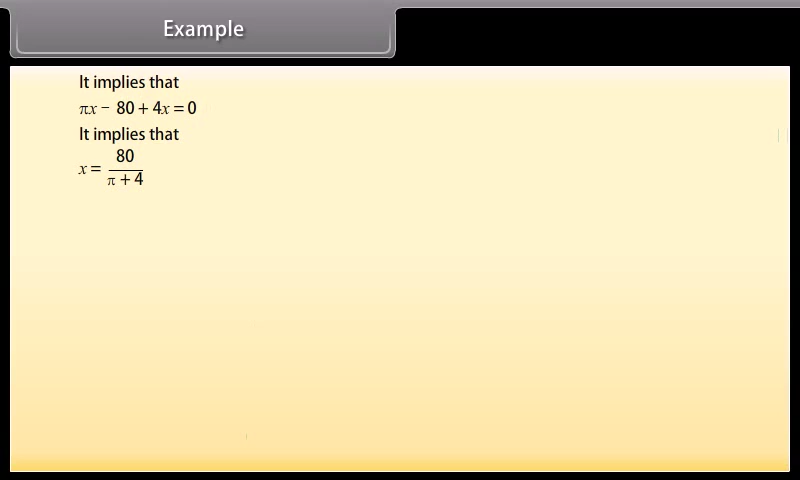 Example
It implies that
πx − 80 + 4x = 0
It implies that
x = 80 / π + 4